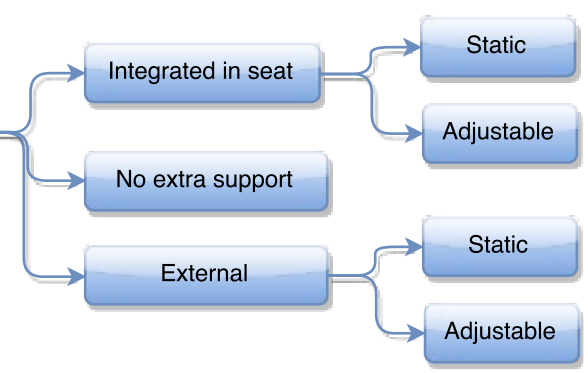 Integrated in seat
Static
Adjustable
No extra support
External
Static
Adjustable